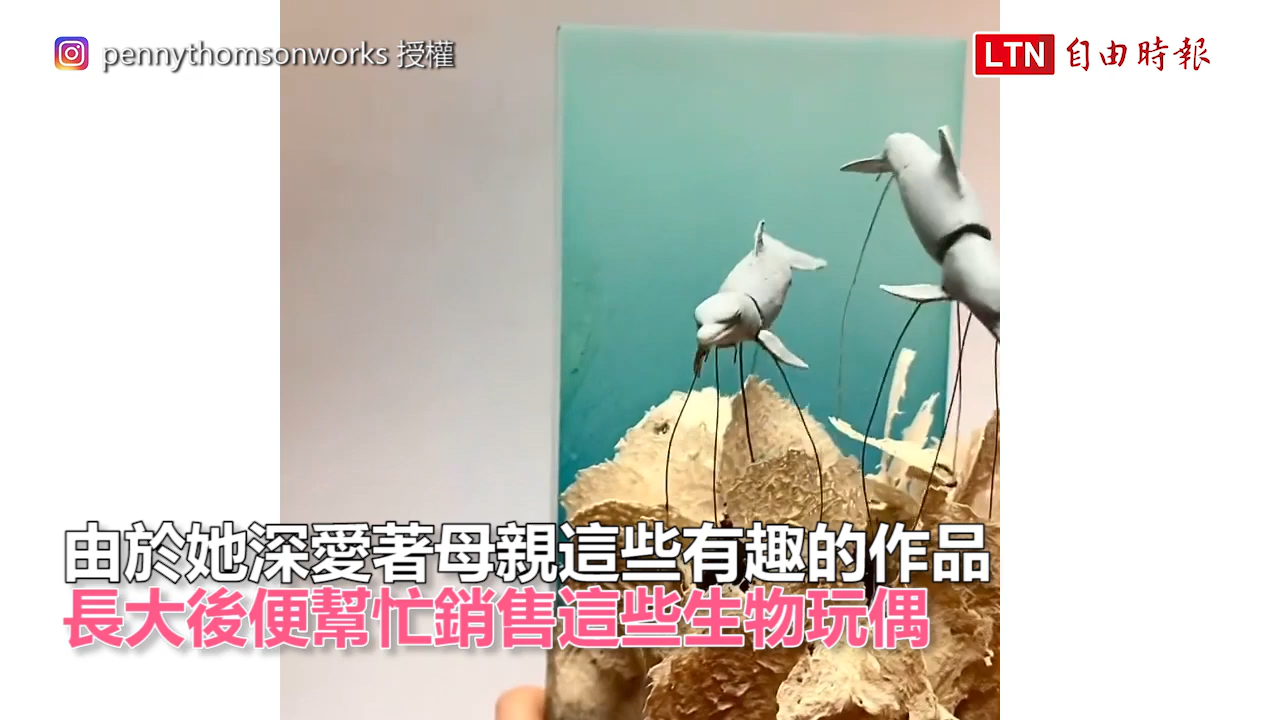 pennythomsonworks 授權
LTN 自由時報
由於她深愛著母親這些有趣的作品
長大後便幫忙銷售這些生物玩偶